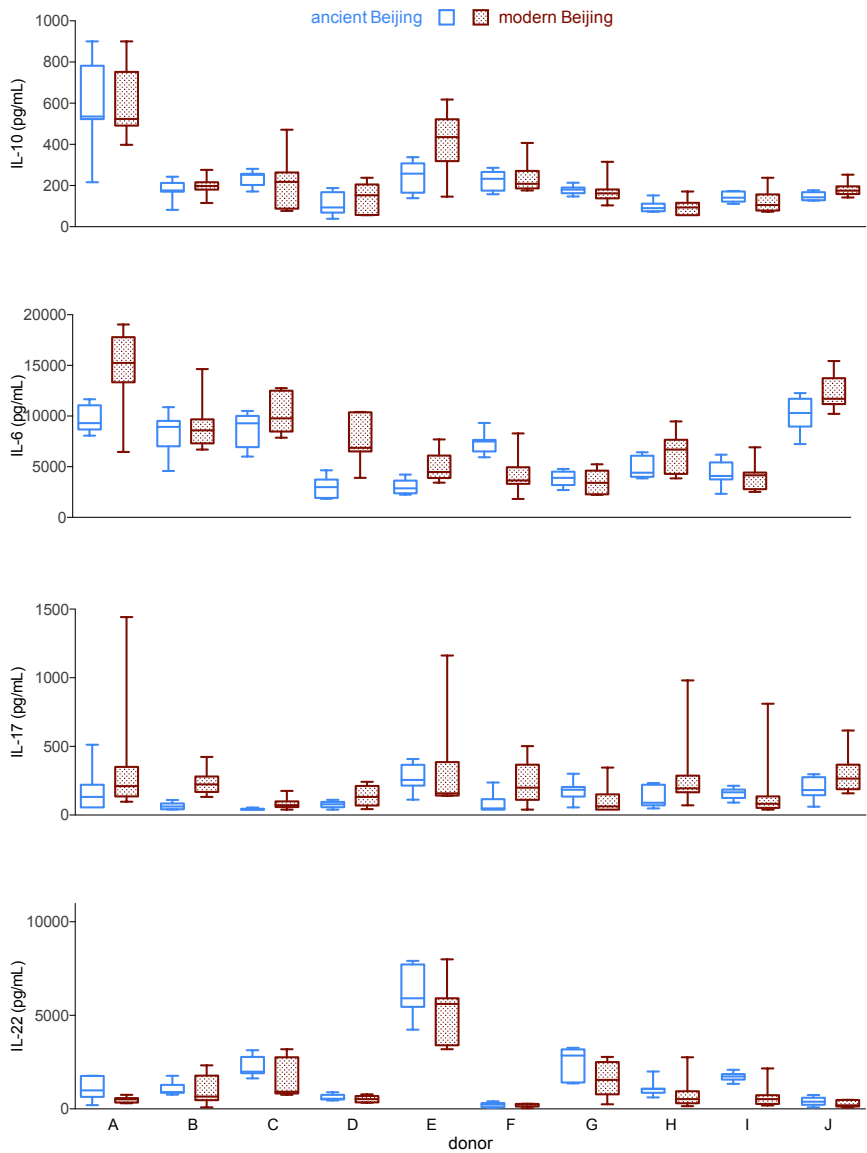 ancient Beijing modern Beijing
IL-10 (pg/mL)
1000
800
600
400
200
0
IL-6 (pg/mL)
20000
15000
10000
5000
0
IL-17 (pg/mL)
1500
1000
500
0
IL-22 (pg/mL)
10000
5000
0
A B C D E F G H I J
donor